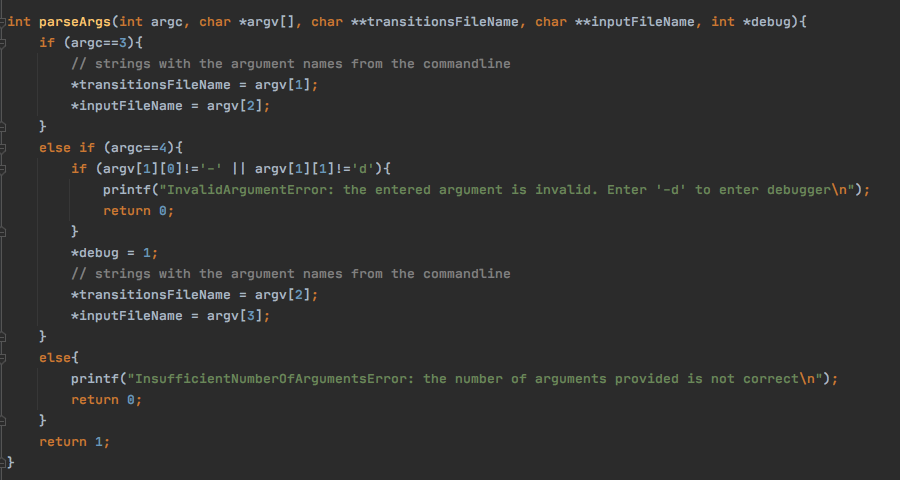 int parseArgs(int argc, char *argv[], char **transitionsFileName, char **inputFileName, int *debug){
    if (argc==3){
        // strings with the argument names from the commandline
        *transitionsFileName = argv[1];
        *inputFileName = argv[2];
    }
    else if (argc==4){
        if (argv[1][0]!='-' || argv[1][1]!='d'){
            printf("InvalidArgumentError: the entered argument is invalid. Enter '-d' to enter debugger\n");
            return 0;
        }
        *debug = 1;
        // strings with the argument names from the commandline
        *transitionsFileName = argv[2];
        *inputFileName = argv[3];
    }
    else{
        printf("InsufficientNumberOfArgumentsError: the number of arguments provided is not correct\n");
        return 0;
    }
    return 1;
}